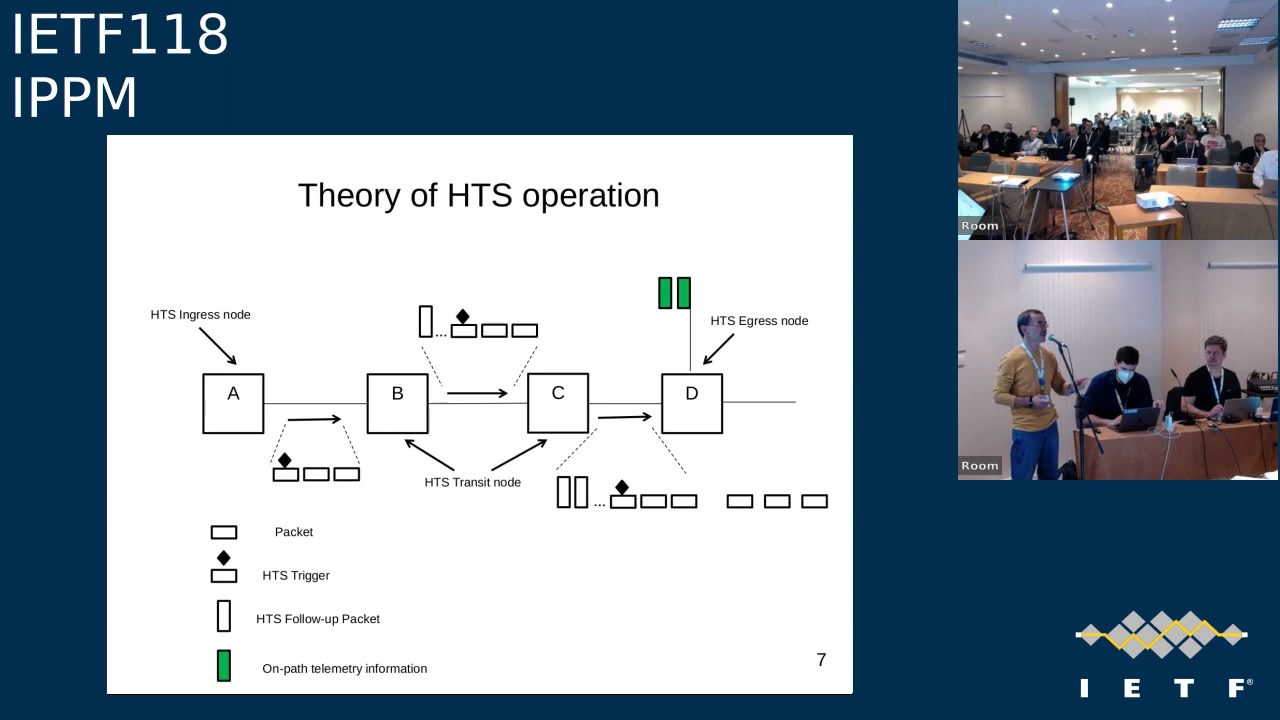 IETF118
IPPM
Theory of HTS operation
HTS Ingress node
HTS Egress node
...
A
B
C
D
HTS Transit node
...
Packet
HTS Trigger
HTS Follow-up Packet
On-path telemetry information
7
Room
Room
I E T F®